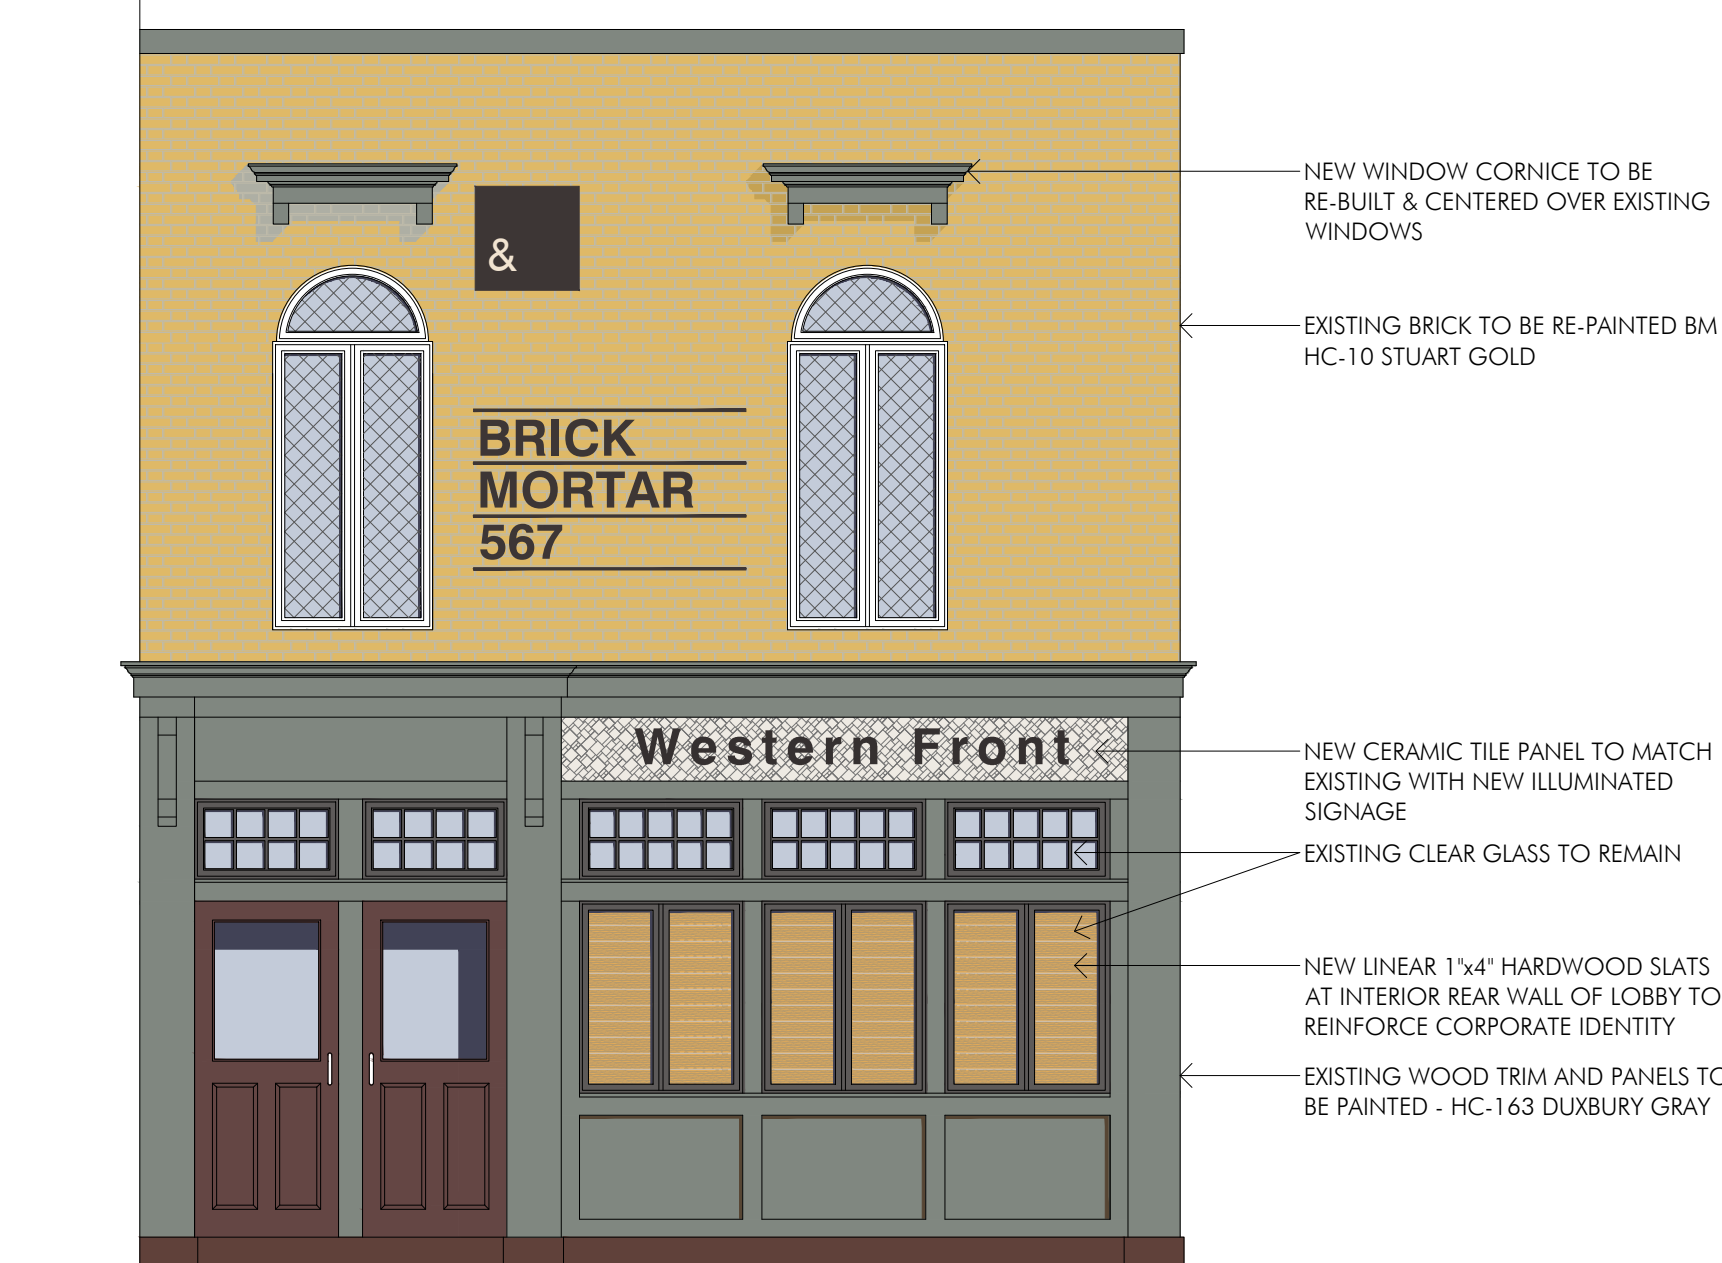 &
BRICK
MORTAR
567
Western Front
NEW WINDOW CORNICE TO BE
RE-BUILT & CENTERED OVER EXISTING
WINDOWS
EXISTING BRICK TO BE RE-PAINTED BM
HC-10 STUART GOLD
NEW CERAMIC TILE PANEL TO MATCH
EXISTING WITH NEW ILLUMINATED
SIGNAGE
EXISTING CLEAR GLASS TO REMAIN
NEW LINEAR 1"x4" HARDWOOD SLATS
AT INTERIOR REAR WALL OF LOBBY TO
REINFORCE CORPORATE IDENTITY
EXISTING WOOD TRIM AND PANELS TO
BE PAINTED - HC-163 DUXBURY GRAY